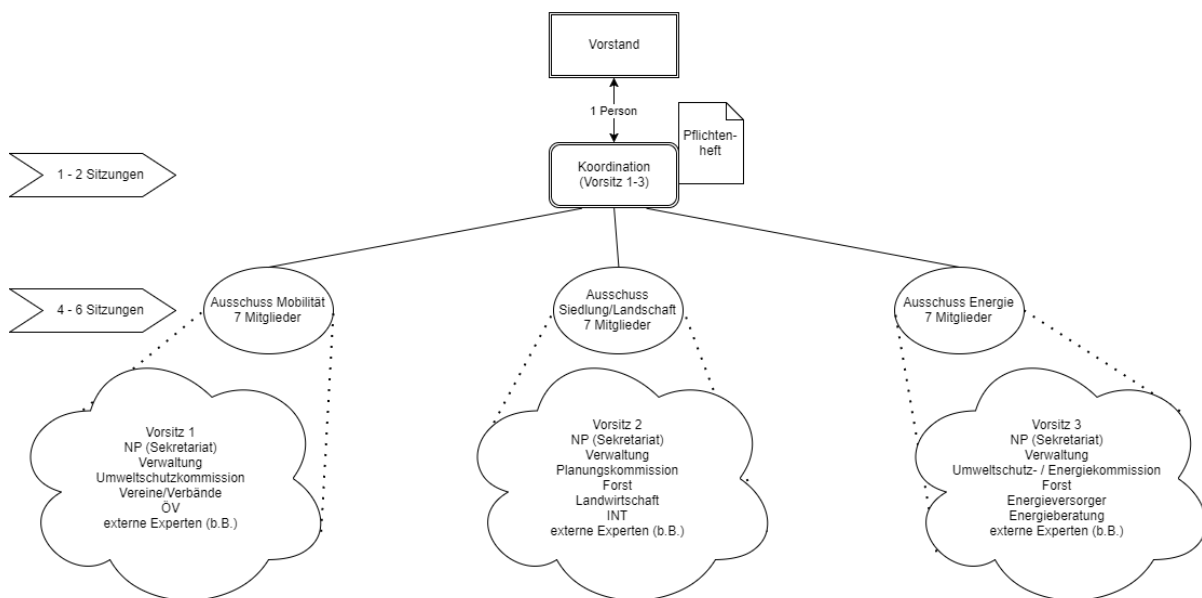 Vorstand
1 Person
Pflichten-
heft
Koordination
(Vorsitz 1-3)
1 - 2 Sitzungen
4 - 6 Sitzungen
Ausschuss Mobilität
7 Mitglieder
Ausschuss
Siedlung/Landschaft
7 Mitglieder
Ausschuss Energie
7 Mitglieder
Vorsitz 1
NP (Sekretariat)
Verwaltung
Umweltschutzkommission
Vereine/Verbände
ÖV
externe Experten (b.B.)
Vorsitz 2
NP (Sekretariat)
Verwaltung
Planungskommission
Forst
Landwirtschaft
INT
externe Experten (b.B.)
Vorsitz 3
NP (Sekretariat)
Verwaltung
Umweltschutz- / Energiekommission
Forst
Energieversorger
Energieberatung
externe Experten (b.B.)